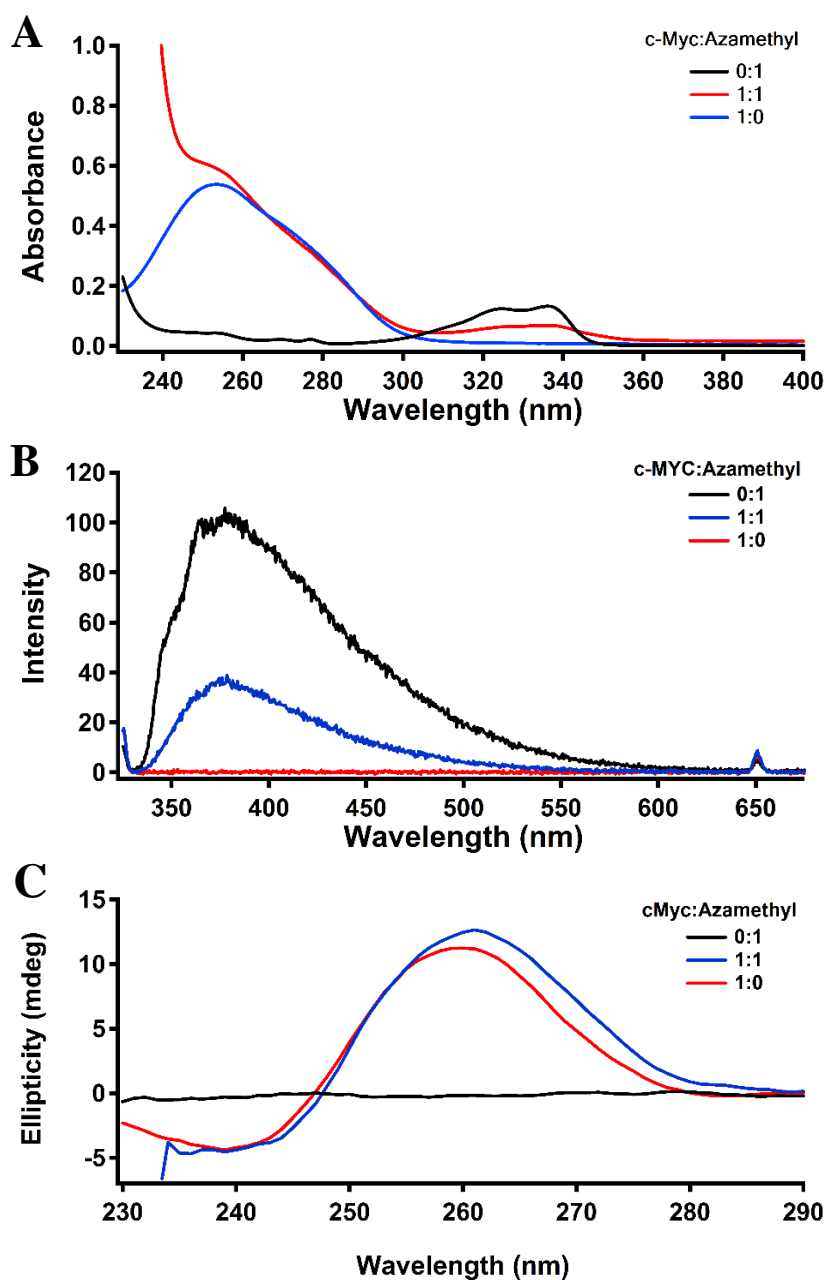 A
c-Myc:Azamethyl
0:1
1:1
1:0
1.0
0.8
0.6
0.4
0.2
0.0
Absorbance
240 260 280 300 320 340 360 380 400
Wavelength (nm)
B
c-MYC:Azamethyl
0:1
1:1
1:0
120
100
80
60
40
20
0
Intensity
350 400 450 500 550 600 650
Wavelength (nm)
C
cMyc:Azamethyl
0:1
1:1
1:0
15
10
5
0
-5
Ellipticity (mdeg)
230 240 250 260 270 280 290
Wavelength (nm)